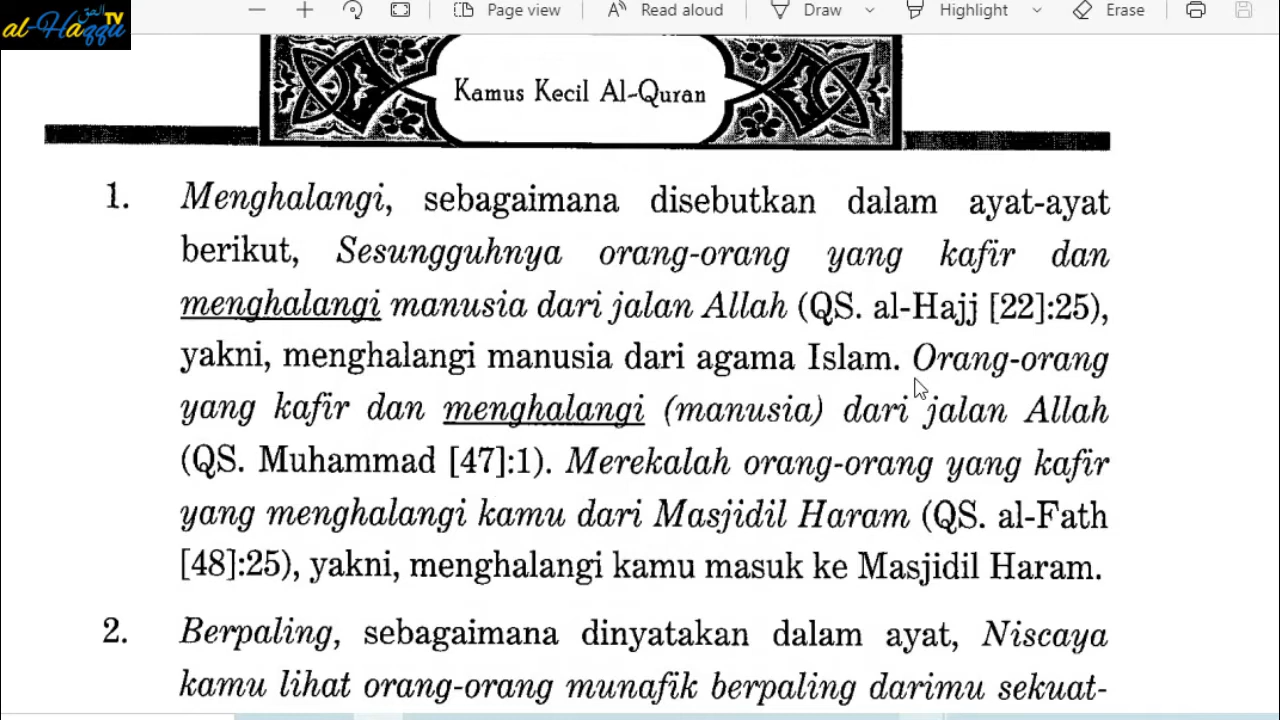 الحق
al-Haqqu TV
Page view
Read aloud
Draw
Highlight
Erase
Kamus Kecil Al-Quran
1. Menghalangi, sebagaimana disebutkan dalam ayat-ayat
berikut, Sesungguhnya orang-orang yang kafir dan
menghalangi manusia dari jalan Allah (QS. al-Hajj [22]:25),
yakni, menghalangi manusia dari agama Islam. Orang-orang
yang kafir dan menghalangi (manusia) dari jalan Allah
(QS. Muhammad [47]:1). Merekalah orang-orang yang kafir
yang menghalangi kamu dari Masjidil Haram (QS. al-Fath
[48]:25), yakni, menghalangi kamu masuk ke Masjidil Haram.
2. Berpaling, sebagaimana dinyatakan dalam ayat, Niscaya
kamu lihat orang-orang munafik berpaling darimu sekuat-